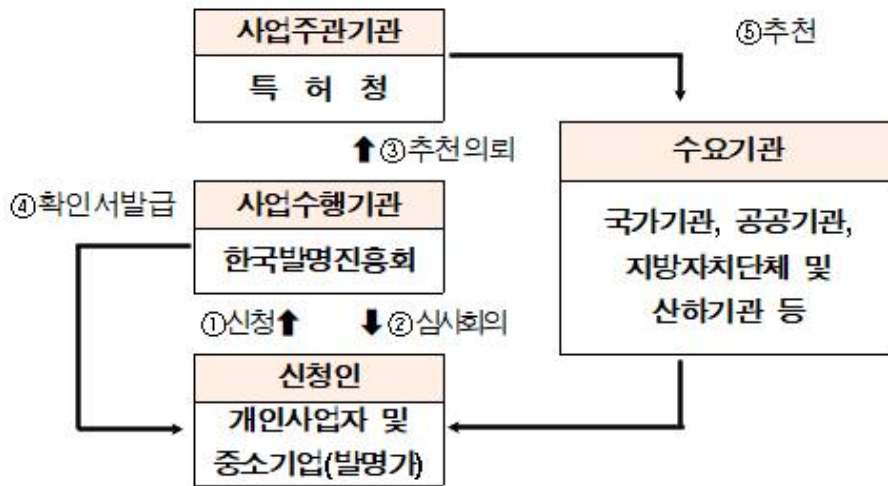 사업주관기관
특 허 청
⑤추천
⬆③추천의뢰
수요기관
국가기관, 공공기관,
지방자치단체 및
산하기관 등
④확인서발급
사업수행기관
한국발명진흥회
①신청⬆
⬇②심사회의
신청인
개인사업자 및
중소기업(발명가)